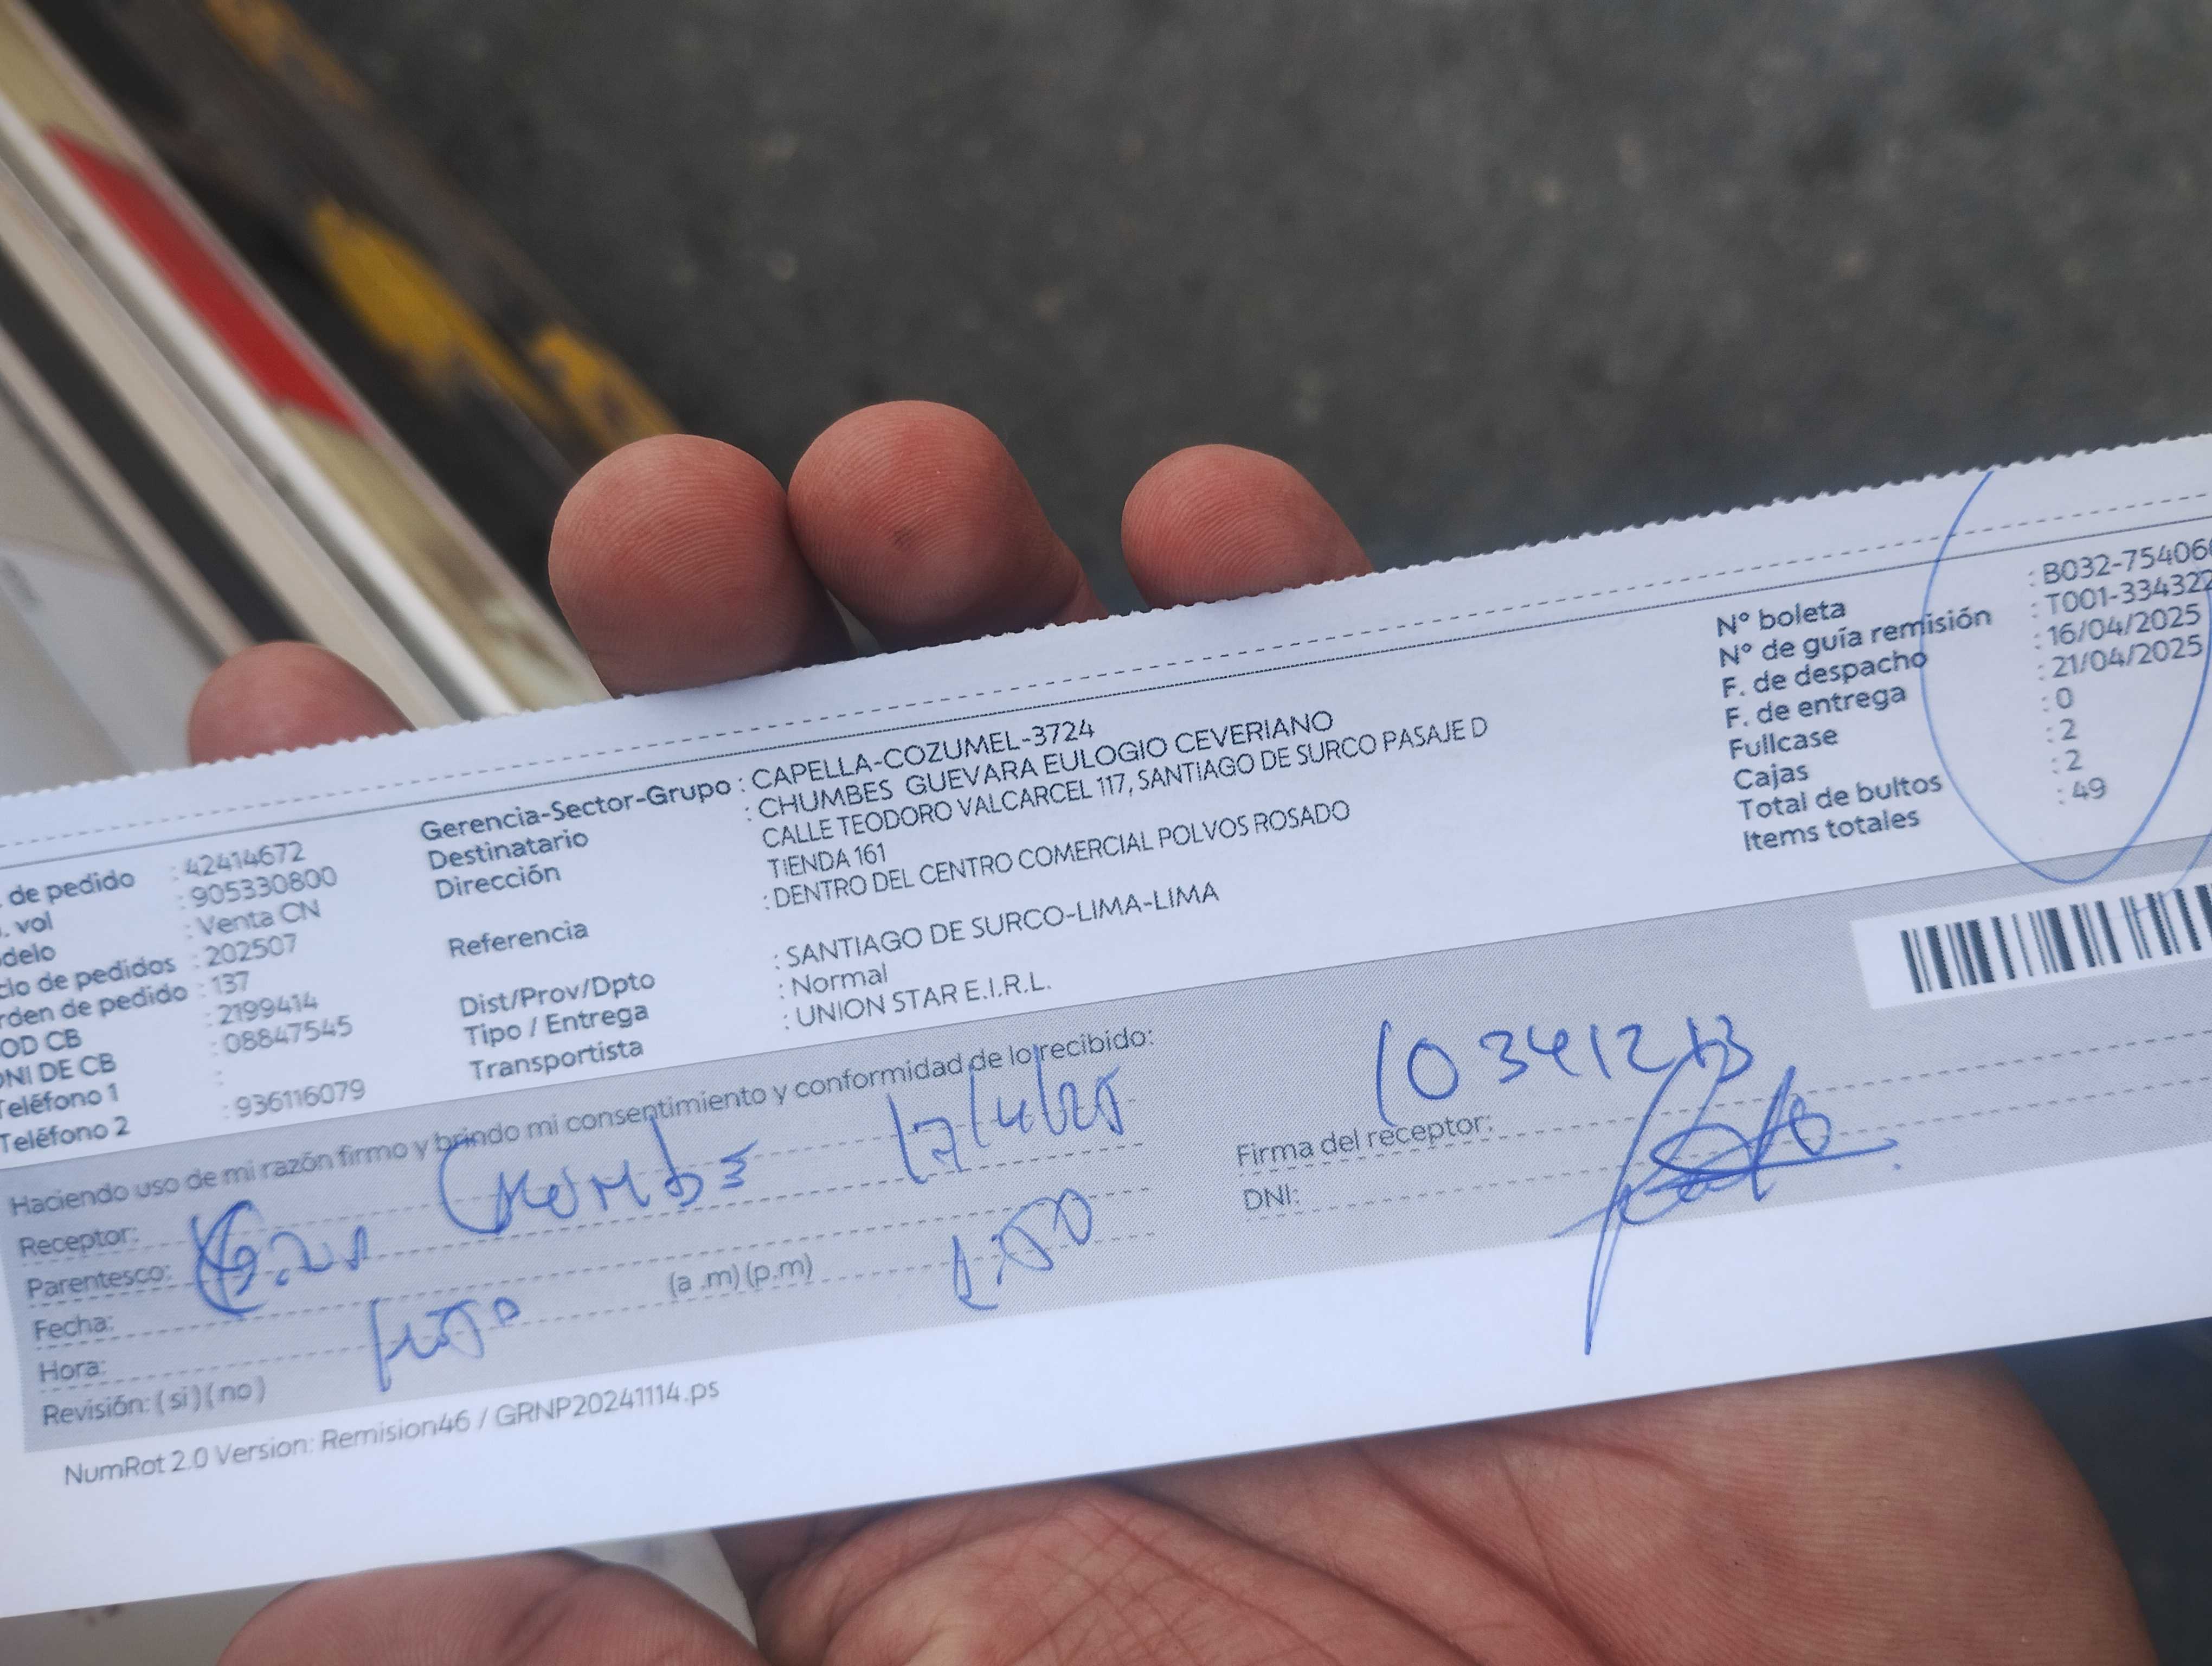 . de pedido : 42414672
. vol : 905330800
delo : Venta CN
clo de pedidos : 202507
rden de pedido : 137
OD CB : 2199414
NI DE CB : 08847545
Teléfono 1 :
Teléfono 2 : 936116079
Gerencia-Sector-Grupo : CAPELLA-COZUMEL-3724
Destinatario : CHUMBES GUEVARA EULOGIO CEVERIANO
Dirección CALLE TEODORO VALCARCEL 117, SANTIAGO DE SURCO PASAJE D
TIENDA 161
Referencia : DENTRO DEL CENTRO COMERCIAL POLVOS ROSADO
Dist/Prov/Dpto : SANTIAGO DE SURCO-LIMA-LIMA
Tipo / Entrega : Normal
Transportista : UNION STAR E.I.R.L.
N° boleta : B032-75406
N° de guía remisión : T001-334322
F. de despacho : 16/04/2025
F. de entrega : 21/04/2025
Fullcase : 0
Cajas : 2
Total de bultos : 2
Items totales : 49
Haciendo uso de mi razón firmo y brindo mi consentimiento y conformidad de lo recibido:
Receptor:
Parentesco:
Fecha: 17/4/25
Hora: (a .m) (p.m) 1:50
Revisión: ( si ) ( no )
Firma del receptor:
DNI:
NumRot 2.0 Version: Remision46 / GRNP20241114.ps